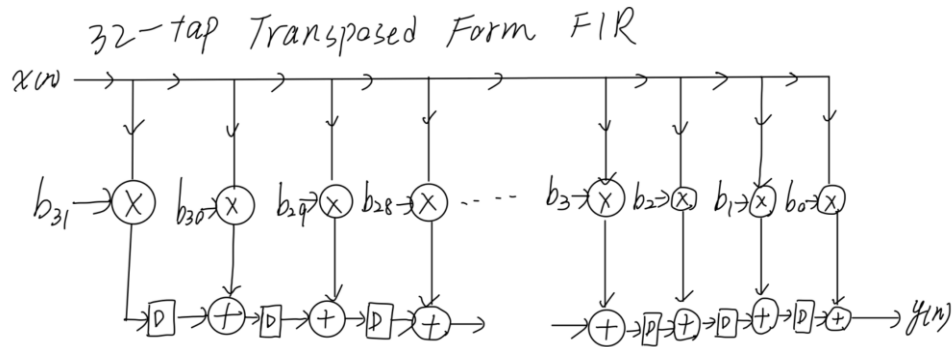 32-tap Transposed Form FIR
x(n)
b31 b30 b29 b28 .... b3 b2 b1 b0
D D D D D D
y(n)